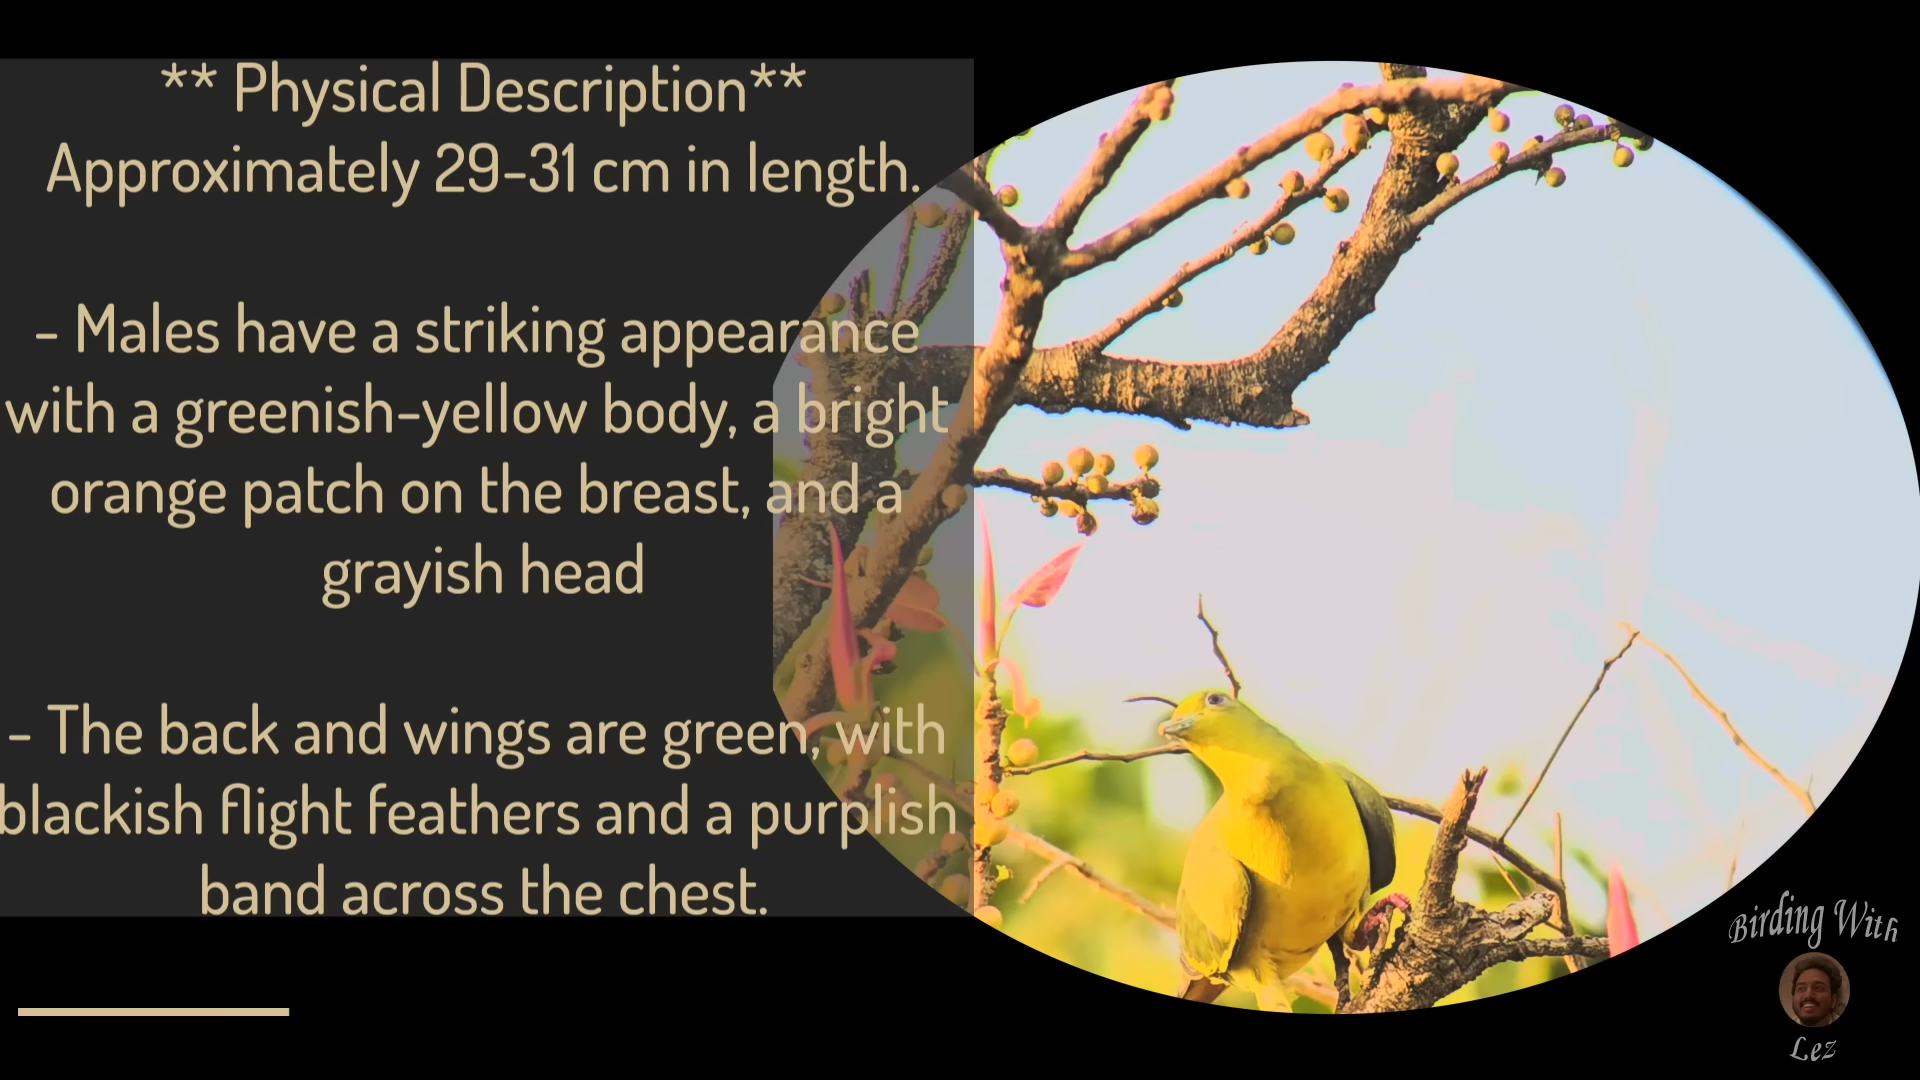 ** Physical Description**
Approximately 29-31 cm in length.
- Males have a striking appearance
with a greenish-yellow body, a bright
orange patch on the breast, and a
grayish head
- The back and wings are green, with
blackish flight feathers and a purplish
band across the chest.
Birding With
Lez